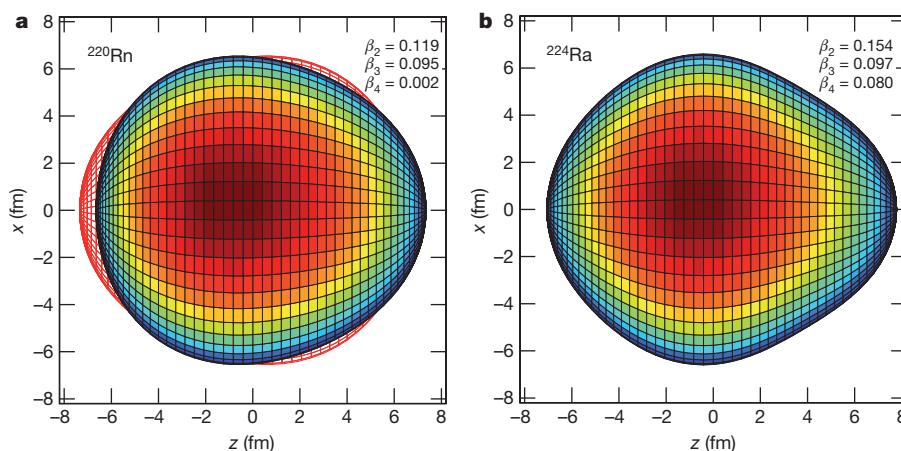 a
²²⁰Rn
β₂ = 0.119
β₃ = 0.095
β₄ = 0.002
8
6
4
2
0
−2
−4
−6
−8
x (fm)
−8 −6 −4 −2 0 2 4 6 8
z (fm)
b
²²⁴Ra
β₂ = 0.154
β₃ = 0.097
β₄ = 0.080
8
6
4
2
0
−2
−4
−6
−8
x (fm)
−8 −6 −4 −2 0 2 4 6 8
z (fm)